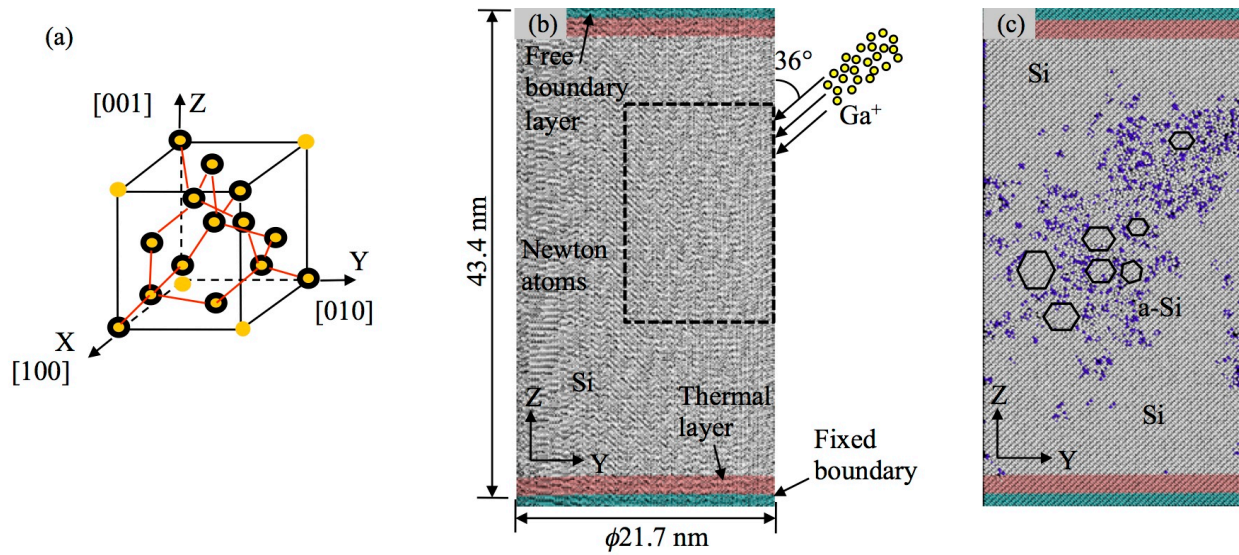 (a)
[001]
Z
Y
[010]
X
[100]
43.4 nm
(b)
Free
boundary
layer
36°
Ga⁺
Newton
atoms
Si
Z
Y
Thermal
layer
Fixed
boundary
ϕ21.7 nm
(c)
Si
a-Si
Z
Y
Si